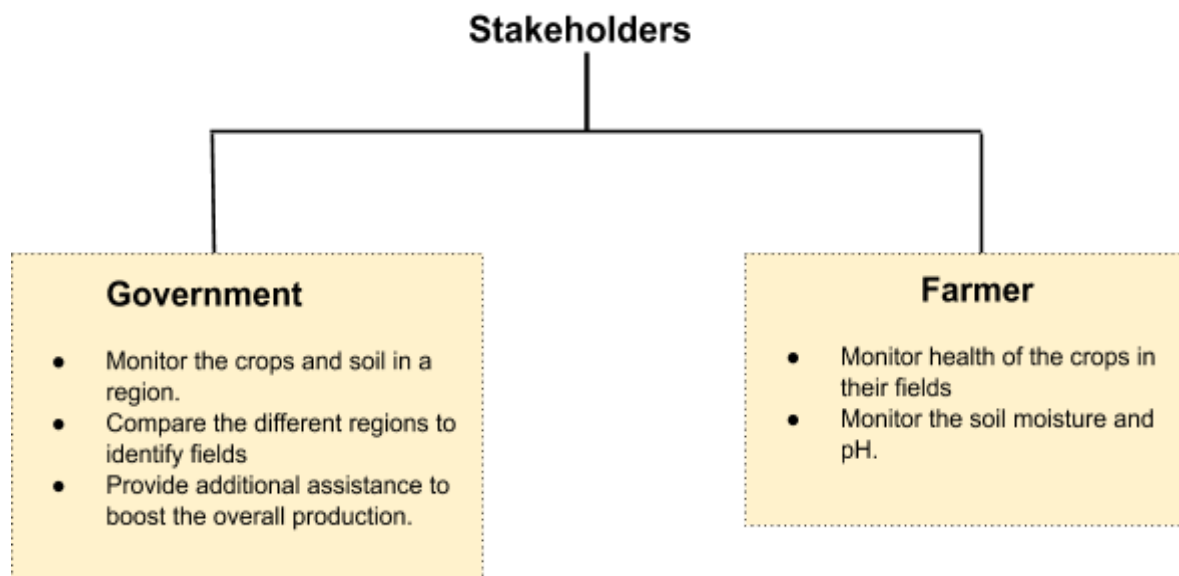 Stakeholders
Government
● Monitor the crops and soil in a
region.
● Compare the different regions to
identify fields
● Provide additional assistance to
boost the overall production.
Farmer
● Monitor health of the crops in
their fields
● Monitor the soil moisture and
pH.